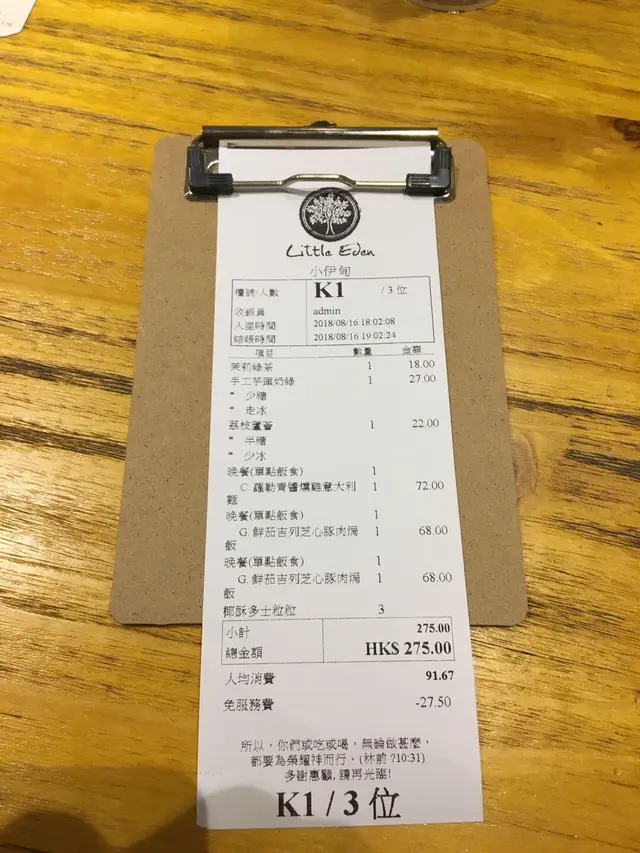 Little Eden
小伊甸
檯號/人數 K1 /3 位
收銀員 admin
入座時間 2018/08/16 18:02:08
結賬時間 2018/08/16 19:02:24
項目 數量 金額
茉莉綠茶 1 18.00
手工芋頭奶綠 1 27.00
* 少糖
* 走冰
荔枝蘆薈 1 22.00
* 半糖
* 少冰
晚餐(單點飯食) 1
C. 羅勒青醬燻雞意大利 72.00
麵
晚餐(單點飯食) 1
G. 鮮茄吉列芝心豚肉焗 68.00
飯
晚餐(單點飯食) 1
G. 鮮茄吉列芝心豚肉焗 68.00
飯
椰酥多士粒粒 3
小計 275.00
總金額 HK$ 275.00
人均消費 91.67
免服務費 -27.50
所以，你們或吃或喝，無論做甚麼，
都要為榮耀神而行。(林前 ?10:31)
多謝惠顧, 請再光臨!
K1 / 3 位